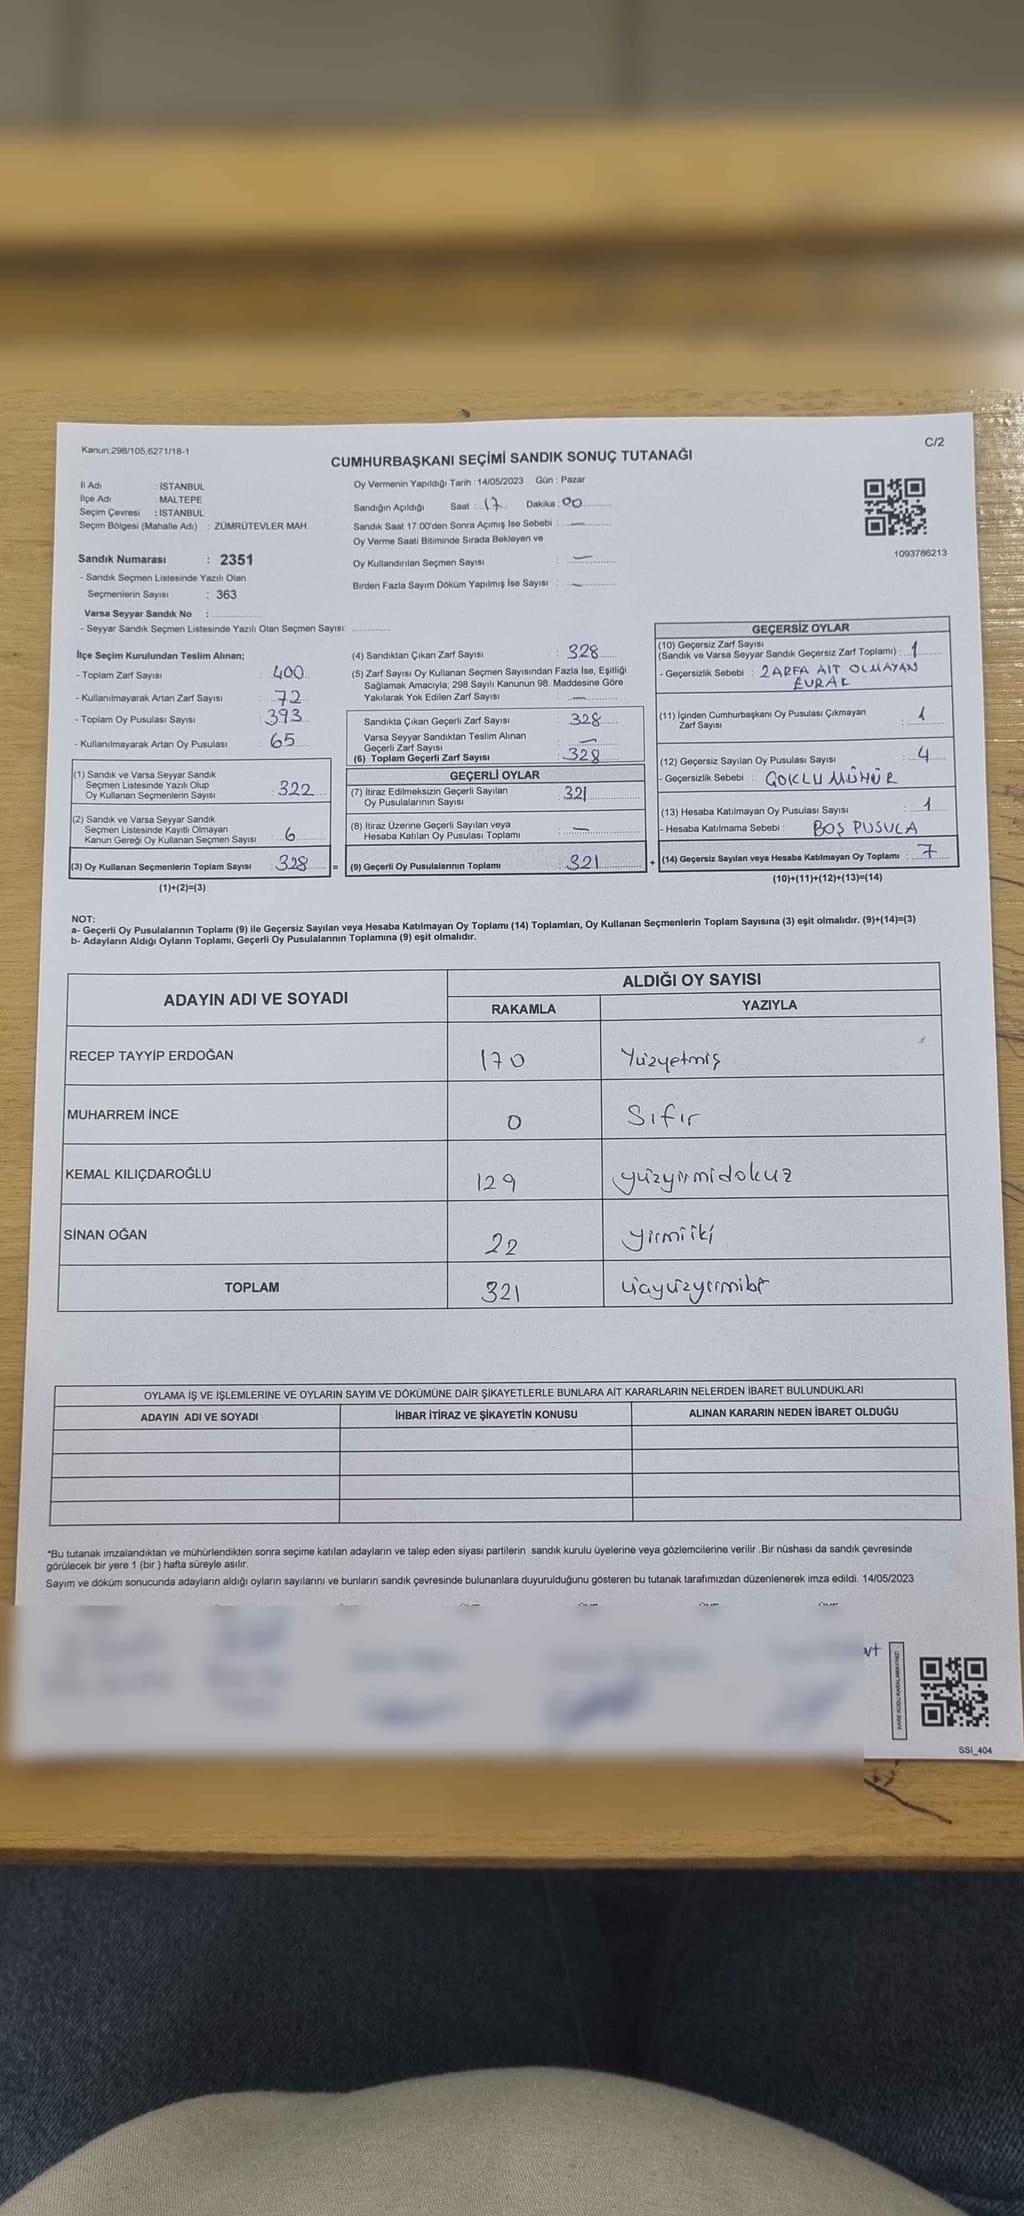 Kanun.298/105,6271/18-1
C/2
CUMHURBAŞKANI SEÇİMİ SANDIK SONUÇ TUTANAĞI
İl Adı : İSTANBUL
İlçe Adı : MALTEPE
Seçim Çevresi : İSTANBUL
Seçim Bölgesi (Mahalle Adı) : ZÜMRÜTEVLER MAH.
Oy Vermenin Yapıldığı Tarih : 14/05/2023 Gün : Pazar
Sandığın Açıldığı Saat : 17 Dakika : 00
Sandık Saat 17:00'den Sonra Açımış İse Sebebi : —
Oy Verme Saati Bitiminde Sırada Bekleyen ve
Oy Kullandırılan Seçmen Sayısı : —
Birden Fazla Sayım Döküm Yapılmış İse Sayısı : —
1093786213
Sandık Numarası : 2351
- Sandık Seçmen Listesinde Yazılı Olan
Seçmenlerin Sayısı : 363
Varsa Seyyar Sandık No :
- Seyyar Sandık Seçmen Listesinde Yazılı Olan Seçmen Sayısı:
İlçe Seçim Kurulundan Teslim Alınan;
- Toplam Zarf Sayısı : 400
- Kullanılmayarak Artan Zarf Sayısı : 72
- Toplam Oy Pusulası Sayısı : 393
- Kullanılmayarak Artan Oy Pusulası : 65
(1) Sandık ve Varsa Seyyar Sandık
Seçmen Listesinde Yazılı Olup
Oy Kullanan Seçmenlerin Sayısı : 322
(2) Sandık ve Varsa Seyyar Sandık
Seçmen Listesinde Kayıtlı Olmayan
Kanun Gereği Oy Kullanan Seçmen Sayısı : 6
(3) Oy Kullanan Seçmenlerin Toplam Sayısı : 328 =
(1)+(2)=(3)
(4) Sandıktan Çıkan Zarf Sayısı : 328
(5) Zarf Sayısı Oy Kullanan Seçmen Sayısından Fazla İse, Eşitliği
Sağlamak Amacıyla; 298 Sayılı Kanunun 98. Maddesine Göre
Yakılarak Yok Edilen Zarf Sayısı : —
Sandıkta Çıkan Geçerli Zarf Sayısı : 328
Varsa Seyyar Sandıktan Teslim Alınan
Geçerli Zarf Sayısı : —
(6) Toplam Geçerli Zarf Sayısı : 328
GEÇERLİ OYLAR
(7) İtiraz Edilmeksizin Geçerli Sayılan
Oy Pusulalarının Sayısı : 321
(8) İtiraz Üzerine Geçerli Sayılan veya
Hesaba Katılan Oy Pusulası Toplamı : —
(9) Geçerli Oy Pusulalarının Toplamı : 321 +
GEÇERSİZ OYLAR
(10) Geçersiz Zarf Sayısı
(Sandık ve Varsa Seyyar Sandık Geçersiz Zarf Toplamı) : 1
- Geçersizlik Sebebi : ZARFA AİT OLMAYAN
EVRAK
(11) İçinden Cumhurbaşkanı Oy Pusulası Çıkmayan
Zarf Sayısı : 1
(12) Geçersiz Sayılan Oy Pusulası Sayısı : 4
- Geçersizlik Sebebi : ÇOKLU MÜHÜR
(13) Hesaba Katılmayan Oy Pusulası Sayısı : 1
- Hesaba Katılmama Sebebi : BOŞ PUSULA
(14) Geçersiz Sayılan veya Hesaba Katılmayan Oy Toplamı : 7
(10)+(11)+(12)+(13)=(14)
NOT:
a- Geçerli Oy Pusulalarının Toplamı (9) ile Geçersiz Sayılan veya Hesaba Katılmayan Oy Toplamı (14) Toplamları, Oy Kullanan Seçmenlerin Toplam Sayısına (3) eşit olmalıdır. (9)+(14)=(3)
b- Adayların Aldığı Oyların Toplamı, Geçerli Oy Pusulalarının Toplamına (9) eşit olmalıdır.
ADAYIN ADI VE SOYADI ALDIĞI OY SAYISI
RAKAMLA YAZIYLA
RECEP TAYYİP ERDOĞAN 170 Yüzyetmiş
MUHARREM İNCE 0 Sıfır
KEMAL KILIÇDAROĞLU 129 yüzyirmidokuz
SİNAN OĞAN 22 yirmiiki
TOPLAM 321 üçyüzyirmibir
OYLAMA İŞ VE İŞLEMLERİNE VE OYLARIN SAYIM VE DÖKÜMÜNE DAİR ŞİKAYETLERLE BUNLARA AİT KARARLARIN NELERDEN İBARET BULUNDUKLARI
ADAYIN ADI VE SOYADI İHBAR İTİRAZ VE ŞİKAYETİN KONUSU ALINAN KARARIN NEDEN İBARET OLDUĞU
*Bu tutanak imzalandıktan ve mühürlendikten sonra seçime katılan adayların ve talep eden siyasi partilerin sandık kurulu üyelerine veya gözlemcilerine verilir .Bir nüshası da sandık çevresinde
görülecek bir yere 1 (bir ) hafta süreyle asılır.
Sayım ve döküm sonucunda adayların aldığı oyların sayılarını ve bunların sandık çevresinde bulunanlara duyurulduğunu gösteren bu tutanak tarafımızdan düzenlenerek imza edildi. 14/05/2023
KARE KODU KARALAMAYINIZ!
SSI_404